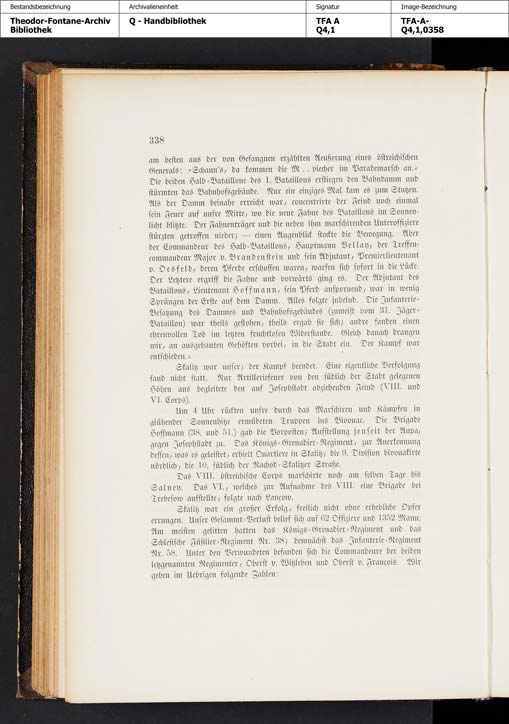 Bestandsbezeichnung Archivalieneinheit Signatur Image-Bezeichnung
Theodor-Fontane-Archiv Q - Handbibliothek TFA A TFA-A-
Bibliothek Q4,1 Q4,1,0358
338
am besten aus der von Gefangnen erzählten Aeußerung eines östreichischen
Generals: »Schaun's, da kommen die M . . vieher im Parademarsch an.«
Die beiden Halb-Bataillone des 1. Bataillons erstiegen den Bahndamm und
stürmten das Bahnhofsgebäude. Nur ein einziges Mal kam es zum Stutzen.
Als der Damm beinahe erreicht war, concentrirte der Feind noch einmal
sein Feuer auf unsre Mitte, wo die neue Fahne des Bataillons im Sonnen-
licht blitzte. Der Fahnenträger und die neben ihm marschirenden Unteroffiziere
stürzten getroffen nieder; — einen Augenblick stockte die Bewegung. Aber
der Commandeur des Halb-Bataillons, Hauptmann Bellay, der Treffen-
commandeur Major v. Brandenstein und sein Adjutant, Premierlieutenant
v. Oesfeld, deren Pferde erschossen waren, warfen sich sofort in die Lücke.
Der Letztere ergriff die Fahne und vorwärts ging es. Der Adjutant des
Bataillons, Lieutenant Hoffmann, sein Pferd anspornend, war in wenig
Sprüngen der Erste auf dem Damm. Alles folgte jubelnd. Die Infanterie-
Besatzung des Dammes und Bahnhofsgebäudes (zumeist vom 31. Jäger-
Bataillon) war theils geflohen, theils ergab sie sich; andre fanden einen
ehrenvollen Tod im letzten fruchtlosen Widerstande. Gleich danach drangen
wir, an ausgebauten Gehöften vorbei, in die Stadt ein. Der Kampf war
entschieden.«
Skalitz war unser; der Kampf beendet. Eine eigentliche Verfolgung
fand nicht statt. Nur Artilleriefeuer von den südlich der Stadt gelegenen
Höhen aus begleitete den auf Josephstadt abziehenden Feind (VIII. und
VI. Corps).
Um 4 Uhr rückten unsre durch das Marschiren und Kämpfen in
glühender Sonnenhitze ermüdeten Truppen ins Bivouac. Die Brigade
Hoffmann (38. und 51.) gab die Vorposten; Aufstellung jenseit der Aupa,
gegen Josephstadt zu. Das Königs-Grenadier-Regiment, zur Anerkennung
dessen, was es geleistet, erhielt Quartiere in Skalitz; die 9. Division bivouakirte
nördlich, die 10. südlich der Nachod-Skalitzer Straße.
Das VIII. östreichische Corps marschirte noch am selben Tage bis
Salney. Das VI., welches zur Aufnahme des VIII. eine Brigade bei
Trebesow aufstellte, folgte nach Lançow.
Skalitz war ein großer Erfolg, freilich nicht ohne erhebliche Opfer
errungen. Unser Gesammt-Verlust belief sich auf 62 Offiziere und 1352 Mann.
Am meisten gelitten hatten das Königs-Grenadier-Regiment und das
Schlesische Füsilier-Regiment Nr. 38; demnächst das Infanterie-Regiment
Nr. 58. Unter den Verwundeten befanden sich die Commandeure der beiden
letzgenannten Regimenter, Oberst v. Witzleben und Oberst v. François. Wir
geben im Uebrigen folgende Zahlen: